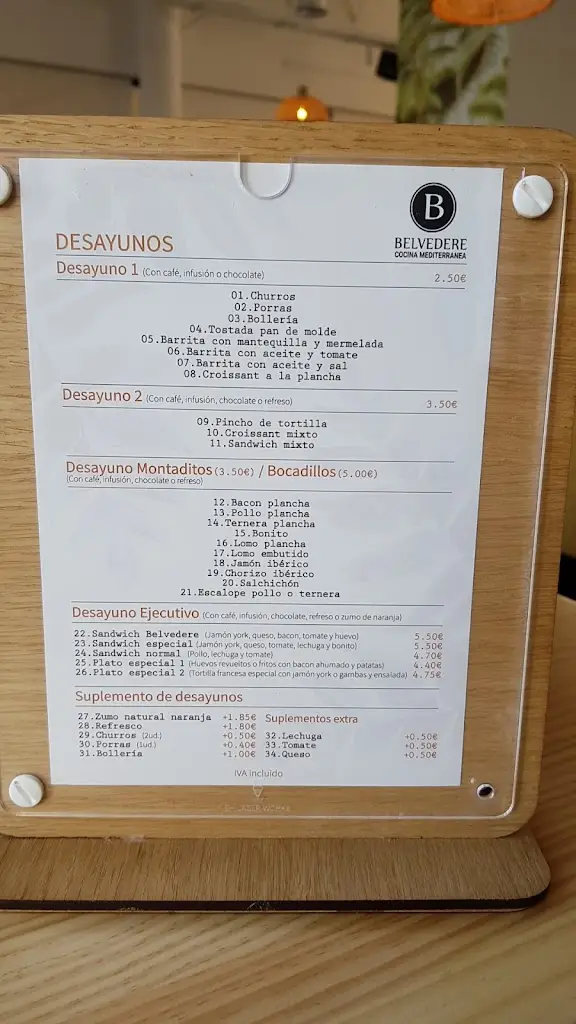 B
BELVEDERE
COCINA MEDITERRANEA
DESAYUNOS
Desayuno 1 (Con café, infusión o chocolate) 2.50€
01.Churros
02.Porras
03.Bollería
04.Tostada pan de molde
05.Barrita con mantequilla y mermelada
06.Barrita con aceite y tomate
07.Barrita con aceite y sal
08.Croissant a la plancha
Desayuno 2 (Con café, infusión, chocolate o refreso) 3.50€
09.Pincho de tortilla
10.Croissant mixto
11.Sandwich mixto
Desayuno Montaditos (3.50€) / Bocadillos (5.00€)
(Con café, infusión, chocolate o refreso)
12.Bacon plancha
13.Pollo plancha
14.Ternera plancha
15.Bonito
16.Lomo plancha
17.Lomo embutido
18.Jamón ibérico
19.Chorizo ibérico
20.Salchichón
21.Escalope pollo o ternera
Desayuno Ejecutivo (Con café, infusión, chocolate, refreso o zumo de naranja)
22.Sandwich Belvedere (Jamón york, queso, bacon, tomate y huevo) 5.50€
23.Sandwich especial (Jamón york, queso, tomate, lechuga y bonito) 5.50€
24.Sandwich normal (Pollo, lechuga y tomate) 4.70€
25.Plato especial 1 (Huevos revueltos o fritos con bacon ahumado y patatas) 4.40€
26.Plato especial 2 (Tortilla francesa especial con jamón york o gambas y ensalada) 4.75€
Suplemento de desayunos
27.Zumo natural naranja +1.85€
28.Refresco +1.80€
29.Churros (2ud.) +0.50€
30.Porras (1ud.) +0.40€
31.Bollería +1.00€
Suplementos extra
32.Lechuga +0.50€
33.Tomate +0.50€
34.Queso +0.50€
IVA incluido